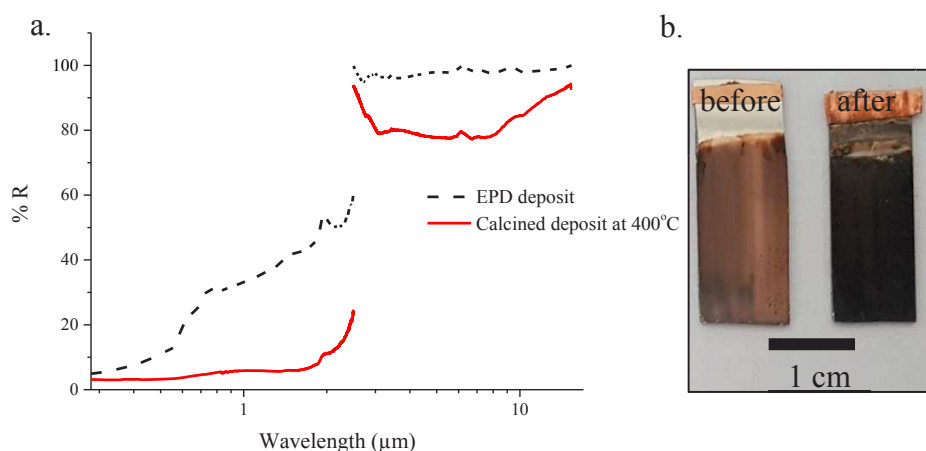 a.
100
80
60
40
20
0
% R
1
10
Wavelength (µm)
EPD deposit
Calcined deposit at 400°C
b.
before
after
1 cm